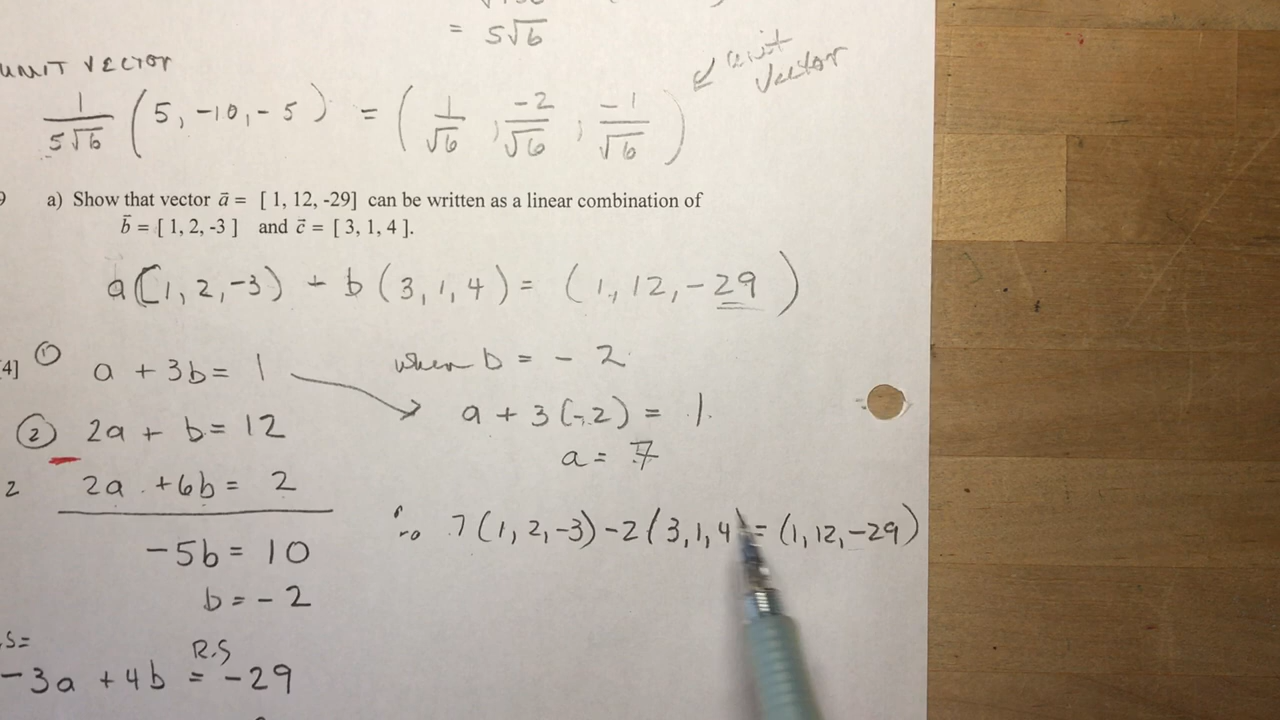 = 5√6
UNIT VECTOR
unit vector
1/5√6 (5, -10, -5) = (1/√6, -2/√6, -1/√6)
9 a) Show that vector ā = [ 1, 12, -29] can be written as a linear combination of
b̄ = [ 1, 2, -3 ] and c̄ = [ 3, 1, 4 ].
a(1, 2, -3) + b(3, 1, 4) = (1, 12, -29)
[4] ① a + 3b = 1
when b = -2
② 2a + b = 12
a + 3(-2) = 1
a = 7
2 2a + 6b = 2
-5b = 10
7(1, 2, -3) -2(3, 1, 4) = (1, 12, -29)
b = -2
.S= R.S
-3a + 4b = -29